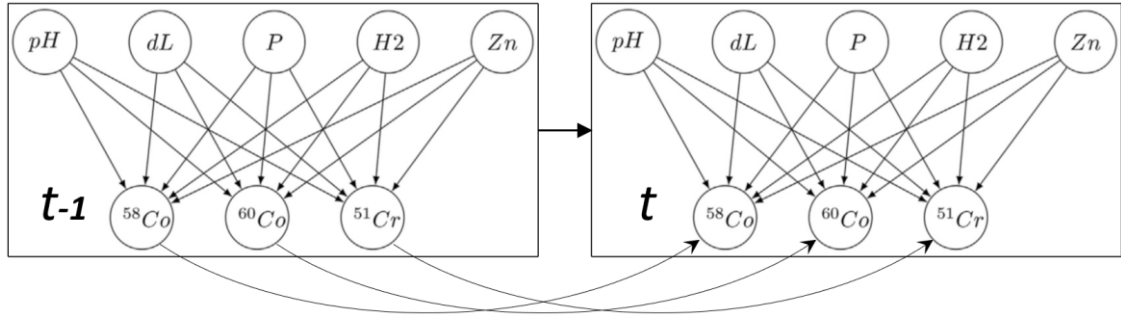 pH dL P H2 Zn pH dL P H2 Zn
t-1 ⁵⁸Co ⁶⁰Co ⁵¹Cr t ⁵⁸Co ⁶⁰Co ⁵¹Cr